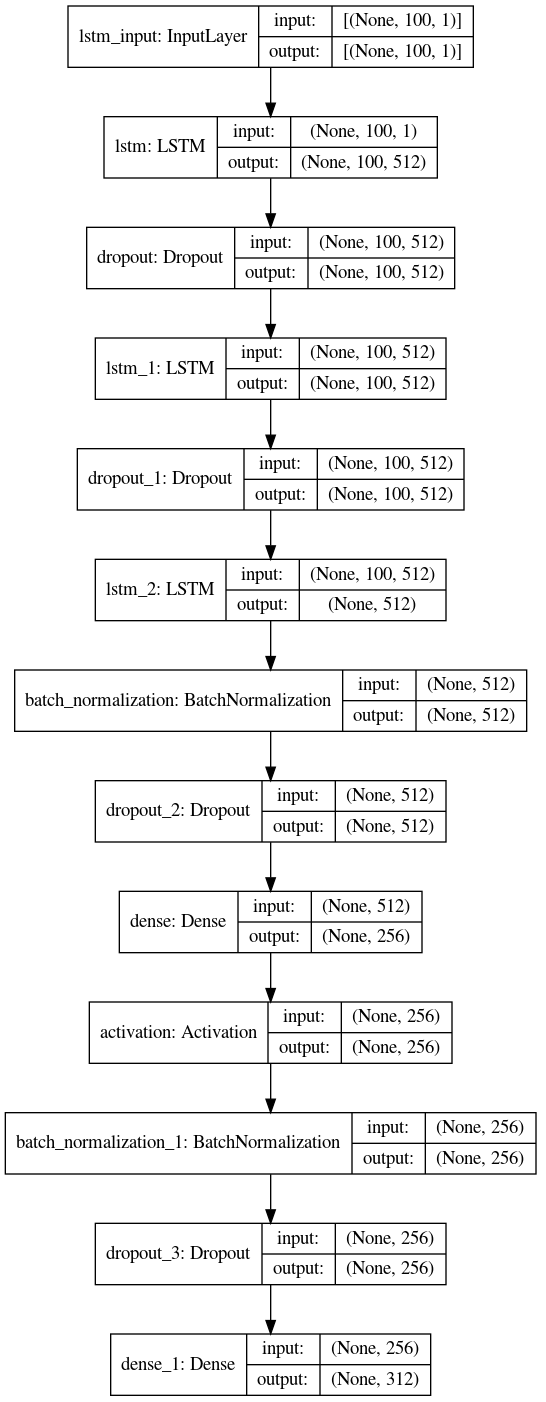 lstm_input: InputLayer
input: [(None, 100, 1)]
output: [(None, 100, 1)]
lstm: LSTM
input: (None, 100, 1)
output: (None, 100, 512)
dropout: Dropout
input: (None, 100, 512)
output: (None, 100, 512)
lstm_1: LSTM
input: (None, 100, 512)
output: (None, 100, 512)
dropout_1: Dropout
input: (None, 100, 512)
output: (None, 100, 512)
lstm_2: LSTM
input: (None, 100, 512)
output: (None, 512)
batch_normalization: BatchNormalization
input: (None, 512)
output: (None, 512)
dropout_2: Dropout
input: (None, 512)
output: (None, 512)
dense: Dense
input: (None, 512)
output: (None, 256)
activation: Activation
input: (None, 256)
output: (None, 256)
batch_normalization_1: BatchNormalization
input: (None, 256)
output: (None, 256)
dropout_3: Dropout
input: (None, 256)
output: (None, 256)
dense_1: Dense
input: (None, 256)
output: (None, 312)